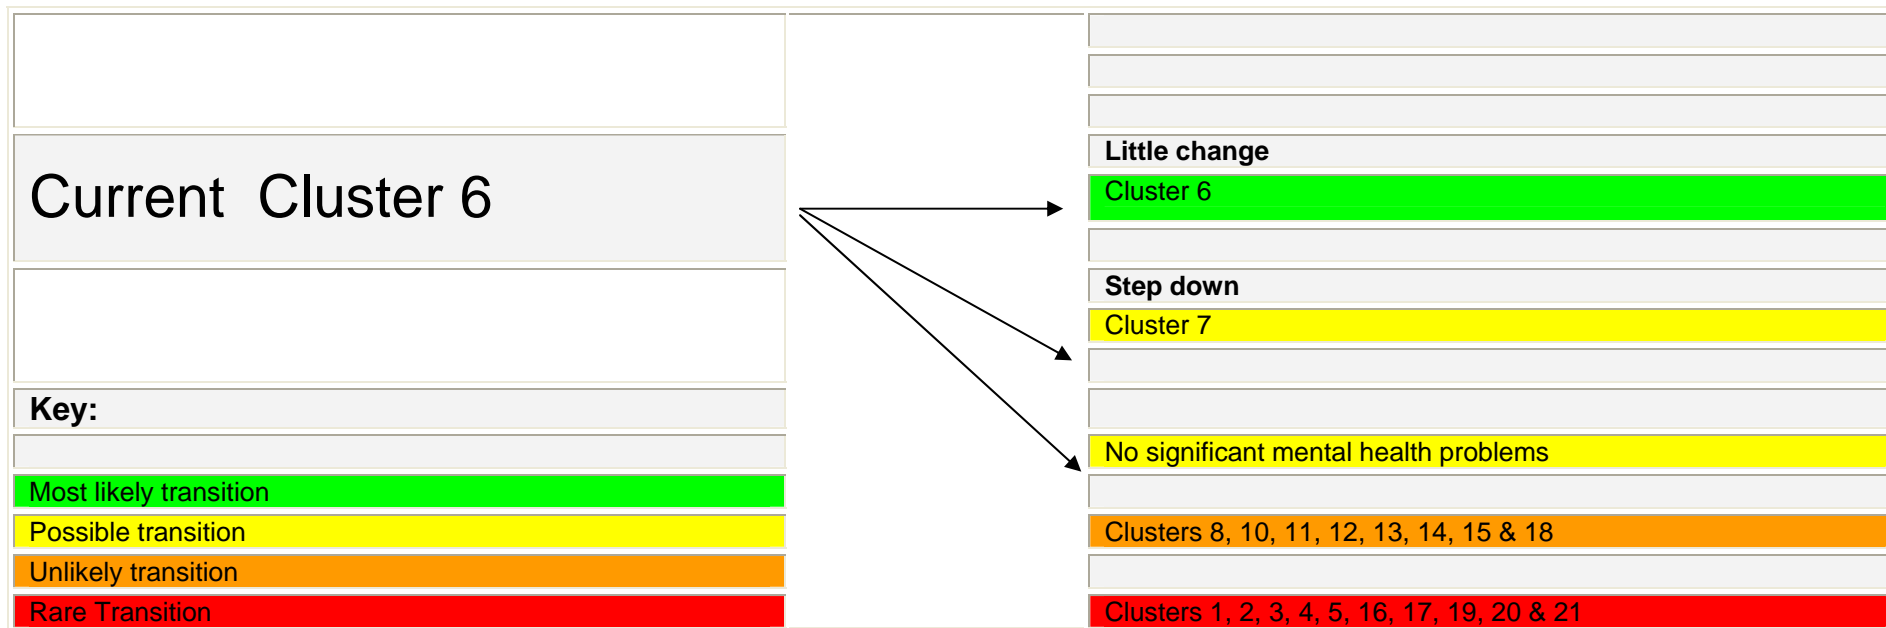 Current  Cluster 6
Key:
Most likely transition
Possible transition
Unlikely transition
Rare Transition
Little change
Cluster 6
Step down
Cluster 7
No significant mental health problems
Clusters 8, 10, 11, 12, 13, 14, 15 & 18
Clusters 1, 2, 3, 4, 5, 16, 17, 19, 20 & 21